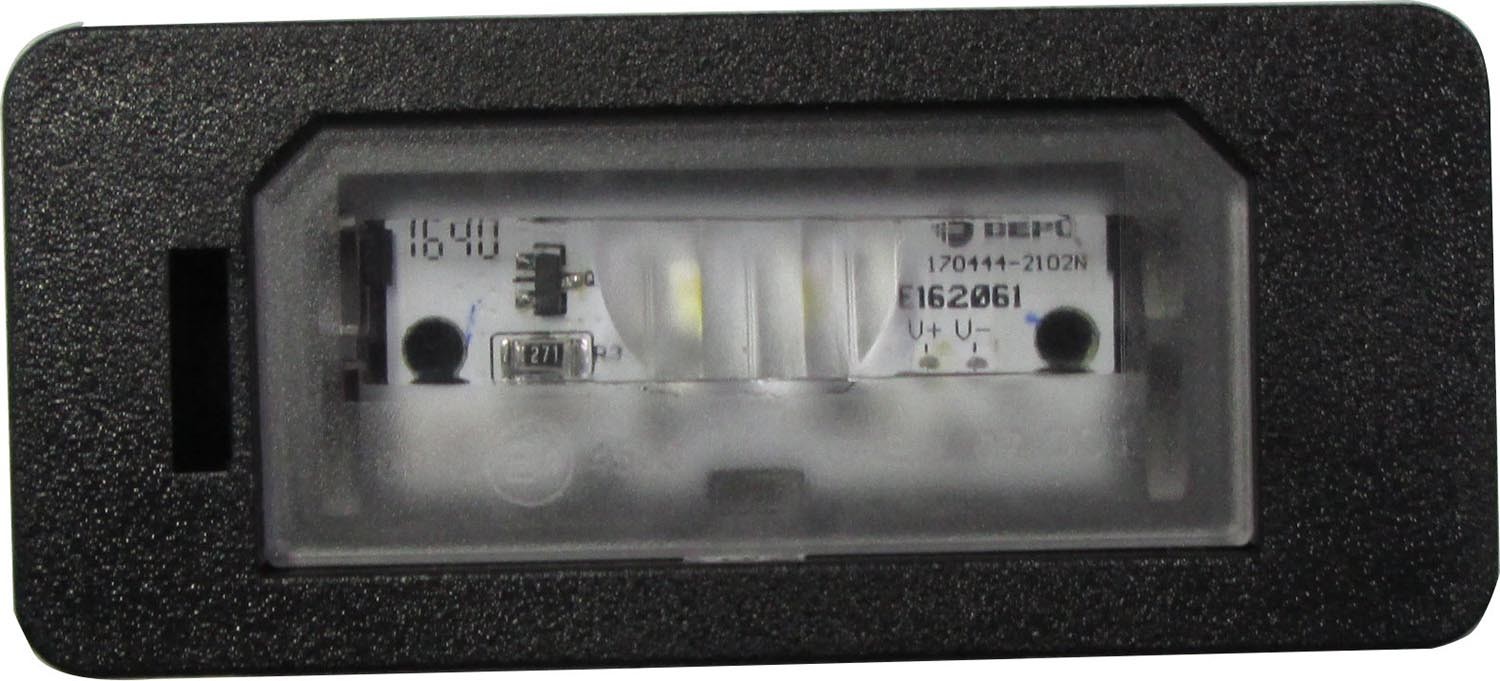 1640
DEPO
170444-2102N
E162061
V+ V-
271 R3